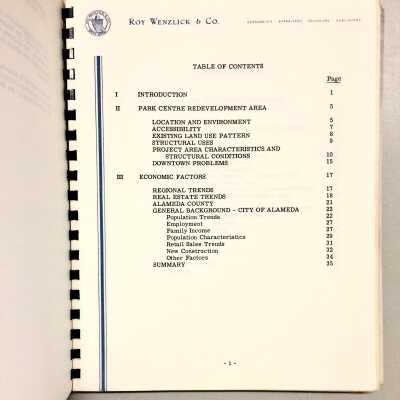 ROY WENZLICK & CO.
TABLE OF CONTENTS
Page
I INTRODUCTION 1
II PARK CENTRE REDEVELOPMENT AREA 5
LOCATION AND ENVIRONMENT 5
ACCESSIBILITY 7
EXISTING LAND USE PATTERN 8
STRUCTURAL USES 9
PROJECT AREA CHARACTERISTICS AND
STRUCTURAL CONDITIONS 10
DOWNTOWN PROBLEMS 15
III ECONOMIC FACTORS 17
REGIONAL TRENDS 17
REAL ESTATE TRENDS 18
ALAMEDA COUNTY 21
GENERAL BACKGROUND - CITY OF ALAMEDA 22
Population Trends 22
Employment 27
Family Income 27
Population Characteristics 29
Retail Sales Trends 31
New Construction 32
Other Factors 34
SUMMARY 35
- i -